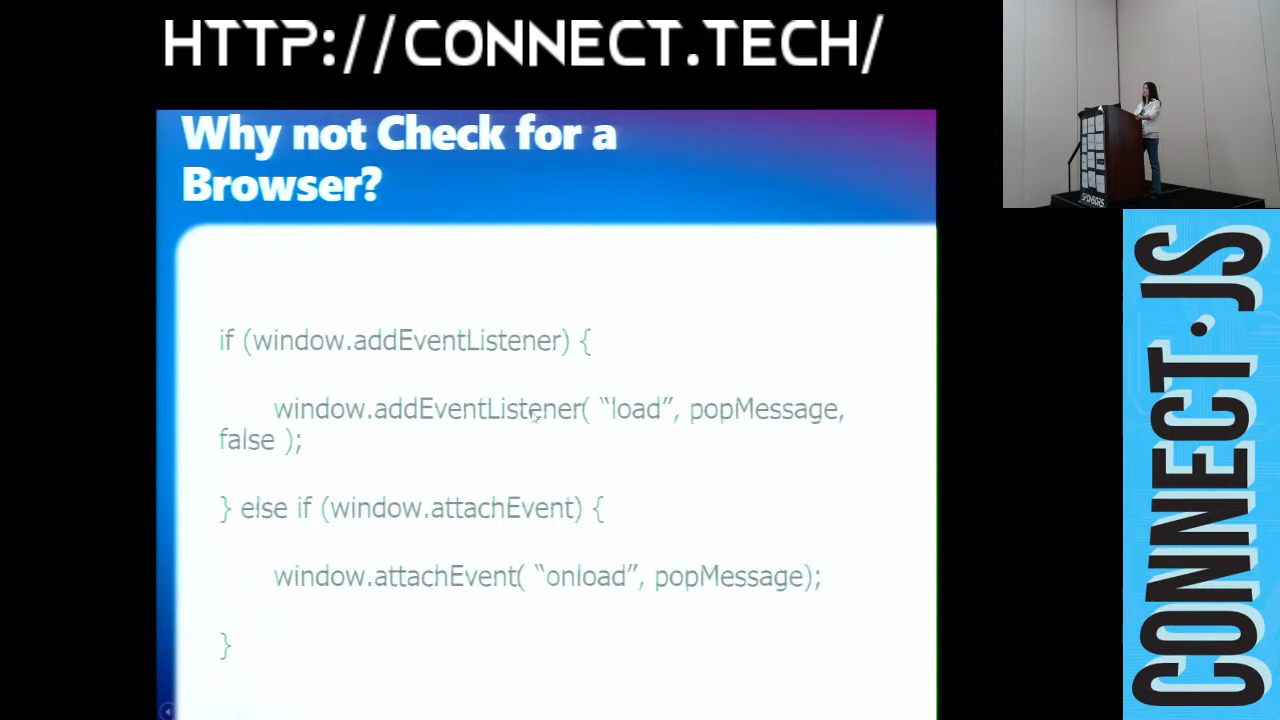 HTTP://CONNECT.TECH/
Why not Check for a
Browser?
if (window.addEventListener) {
window.addEventListener( “load”, popMessage,
false );
} else if (window.attachEvent) {
window.attachEvent( “onload”, popMessage);
}
SPONSORS
CONNECT.JS